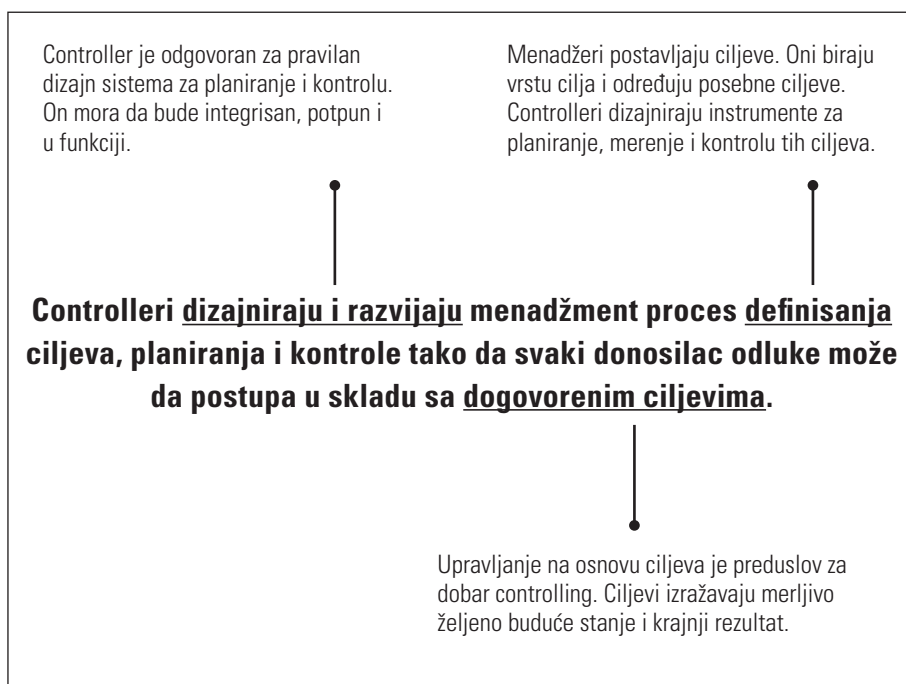 Controller je odgovoran za pravilan
dizajn sistema za planiranje i kontrolu.
On mora da bude integrisan, potpun i
u funkciji.
Menadžeri postavljaju ciljeve. Oni biraju
vrstu cilja i određuju posebne ciljeve.
Controlleri dizajniraju instrumente za
planiranje, merenje i kontrolu tih ciljeva.
Controlleri dizajniraju i razvijaju menadžment proces definisanja
ciljeva, planiranja i kontrole tako da svaki donosilac odluke može
da postupa u skladu sa dogovorenim ciljevima.
Upravljanje na osnovu ciljeva je preduslov za
dobar controlling. Ciljevi izražavaju merljivo
željeno buduće stanje i krajnji rezultat.